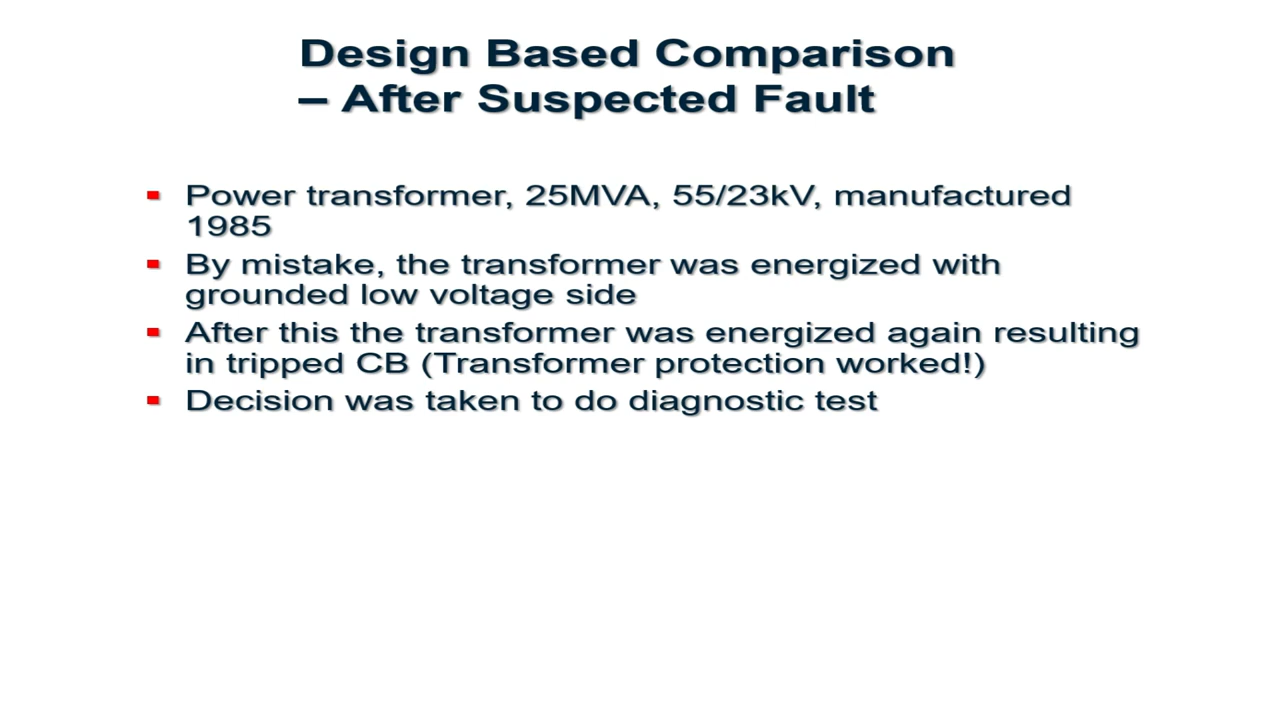 Design Based Comparison
– After Suspected Fault
Power transformer, 25MVA, 55/23kV, manufactured
1985
By mistake, the transformer was energized with
grounded low voltage side
After this the transformer was energized again resulting
in tripped CB (Transformer protection worked!)
Decision was taken to do diagnostic test